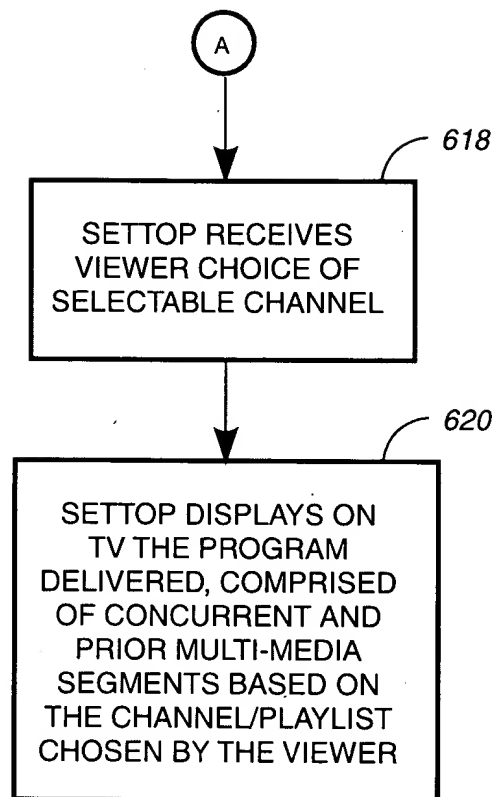 A
618
SETTOP RECEIVES
VIEWER CHOICE OF
SELECTABLE CHANNEL
620
SETTOP DISPLAYS ON
TV THE PROGRAM
DELIVERED, COMPRISED
OF CONCURRENT AND
PRIOR MULTI-MEDIA
SEGMENTS BASED ON
THE CHANNEL/PLAYLIST
CHOSEN BY THE VIEWER